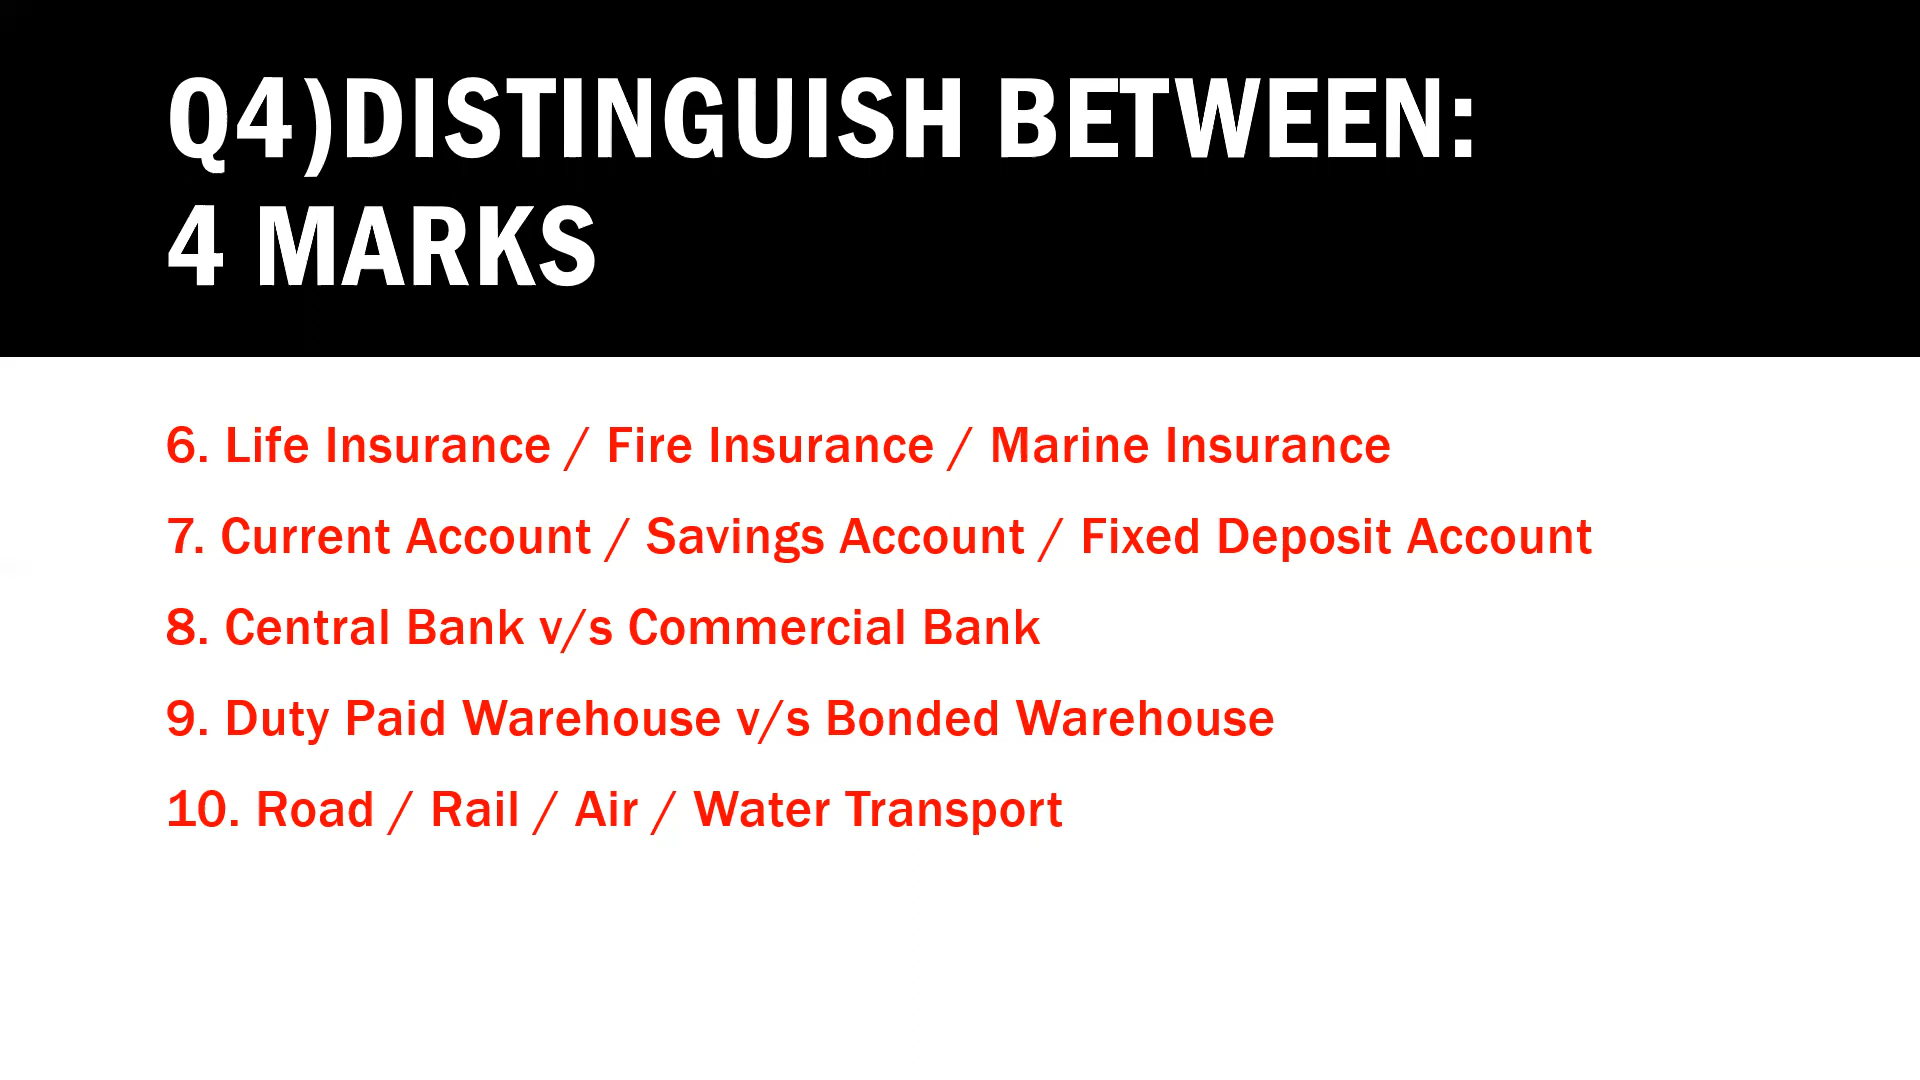 Q4)DISTINGUISH BETWEEN:
4 MARKS
6. Life Insurance / Fire Insurance / Marine Insurance
7. Current Account / Savings Account / Fixed Deposit Account
8. Central Bank v/s Commercial Bank
9. Duty Paid Warehouse v/s Bonded Warehouse
10. Road / Rail / Air / Water Transport